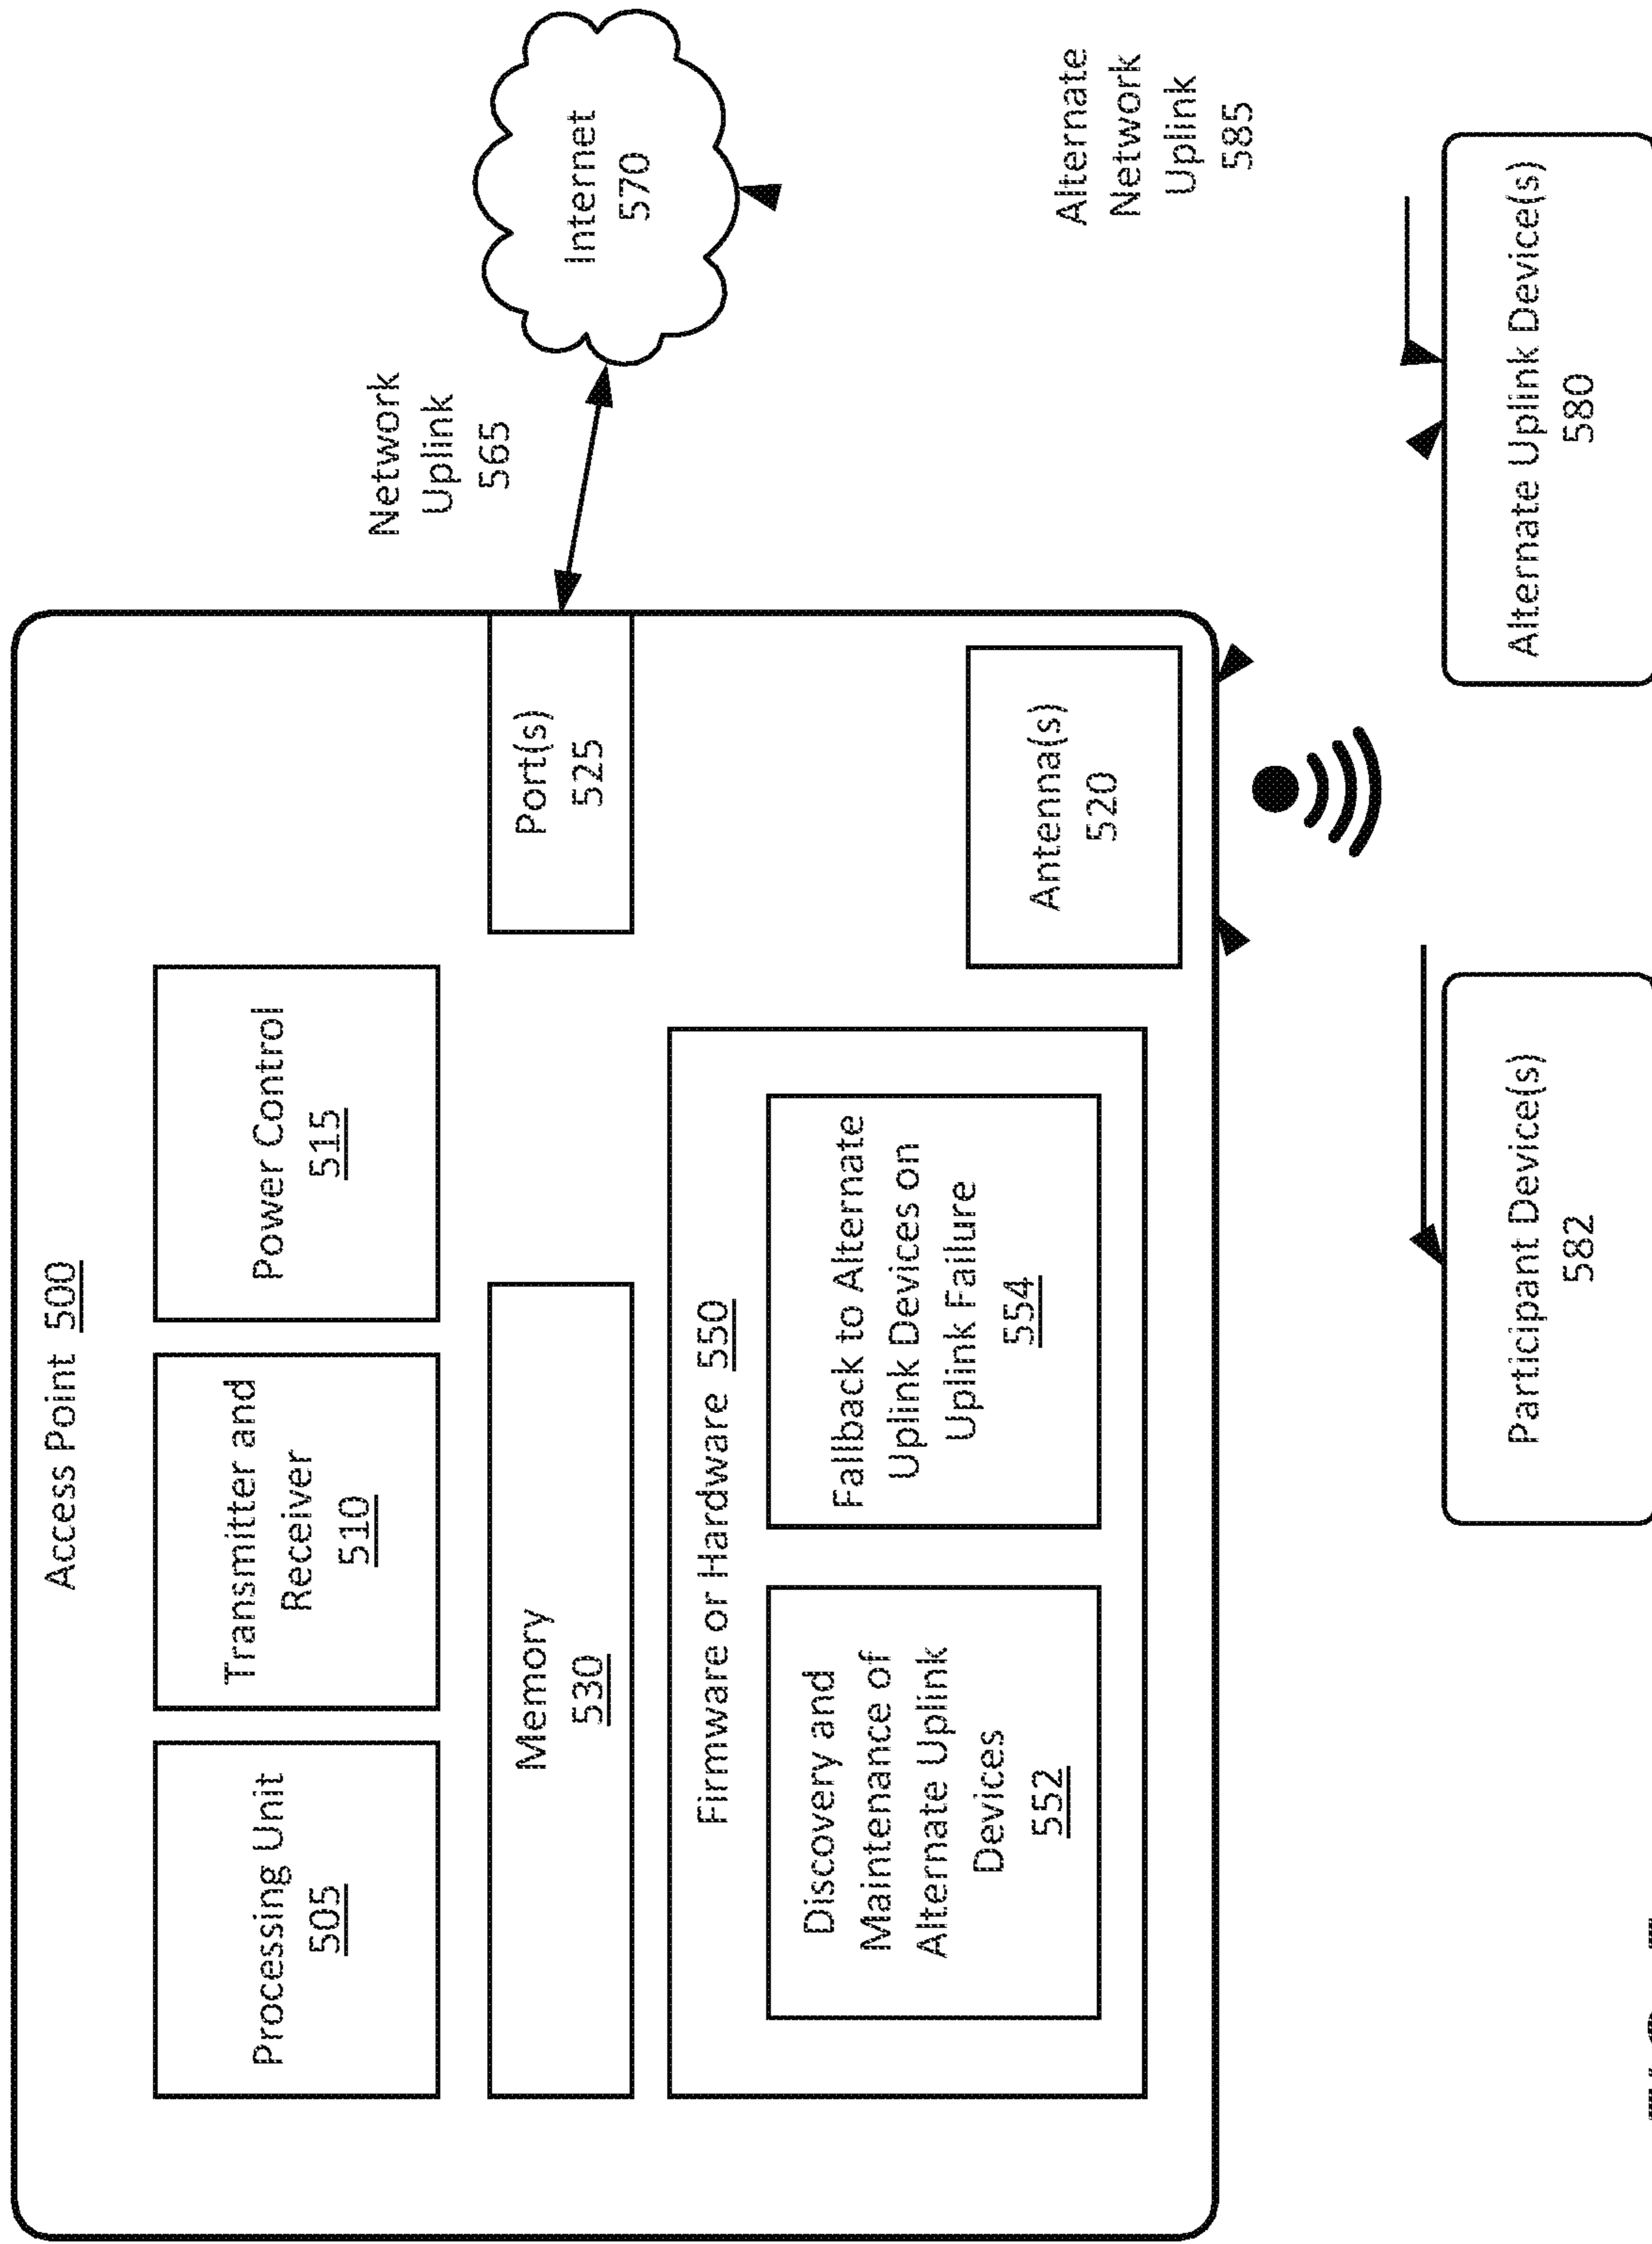 Access Point 500
Processing Unit
505
Transmitter and
Receiver
510
Power Control
515
Memory
530
Port(s)
525
Network
Uplink
565
Internet
570
Firmware or Hardware 550
Discovery and
Maintenance of
Alternate Uplink
Devices
552
Fallback to Alternate
Uplink Devices on
Uplink Failure
554
Antenna(s)
520
Alternate
Network
Uplink
585
Participant Device(s)
582
Alternate Uplink Device(s)
580